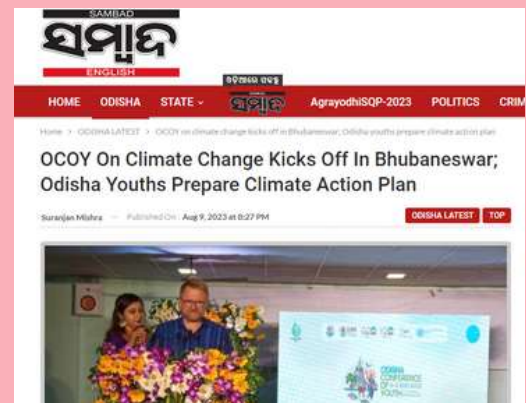 SAMBAD
ସମ୍ବାଦ
ENGLISH
HOME ODISHA STATE AgrayodhiSQP-2023 POLITICS CRIM
Home > ODISHA LATEST > OCOY on climate change kicks off in Bhubaneswar; Odisha youths prepare climate action plan
OCOY On Climate Change Kicks Off In Bhubaneswar;
Odisha Youths Prepare Climate Action Plan
Suranjan Mishra — Published On : Aug 9, 2023 at 8:27 PM ODISHA LATEST TOP
ODISHA
CONFERENCE
OF
YOUTH